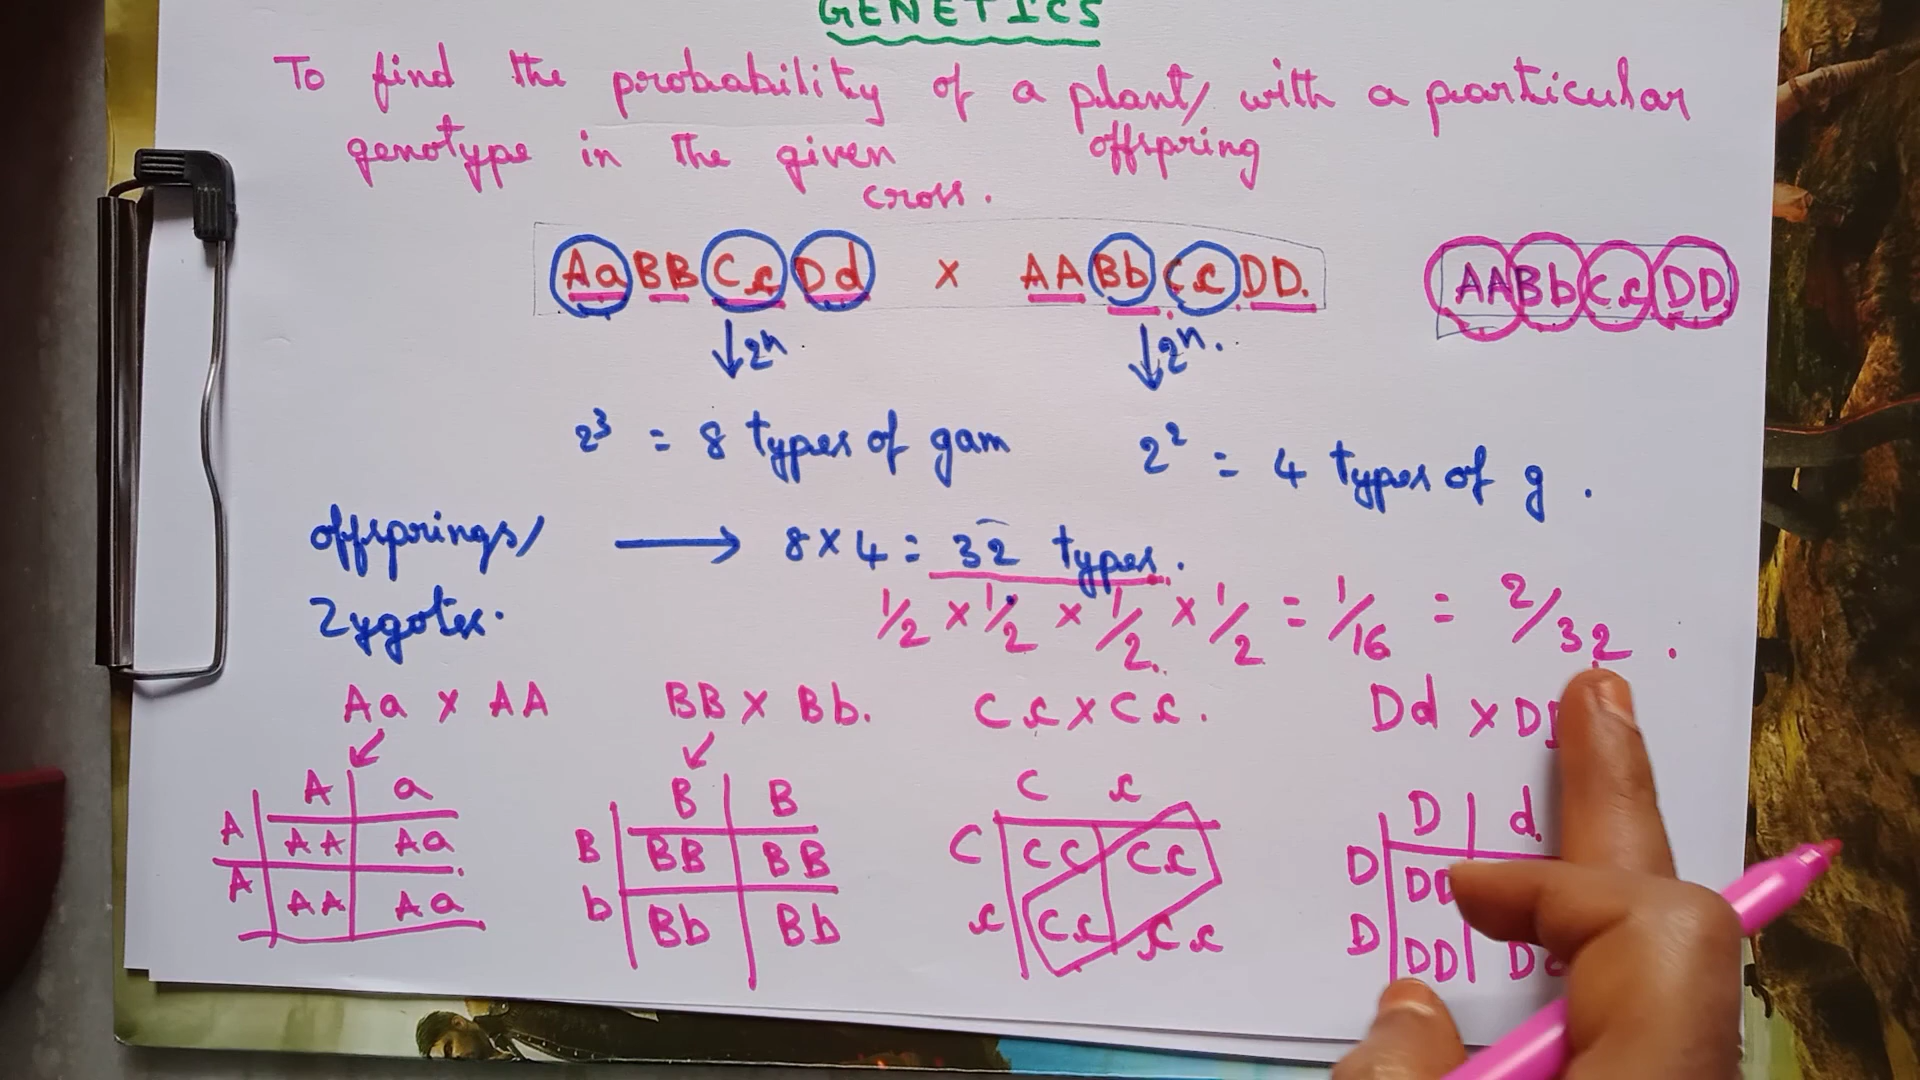 GENETICS
To find the probability of a plant/ with a particular
genotype in the given offspring
cross.
AaBBCcDd x AABbCcDD. AABbCcDD
↓2ⁿ. ↓2ⁿ.
2³ = 8 types of gam 2² = 4 types of g.
offsprings/ → 8×4 = 32 types.
Zygotes.
1/2 × 1/2 × 1/2 × 1/2 = 1/16 = 2/32.
Aa x AA BB x Bb. Cc x Cc. Dd x
A a B B C c D d.
A AA Aa B BB BB C CC Cc D
A AA Aa b Bb Bb c Cc cc D DD